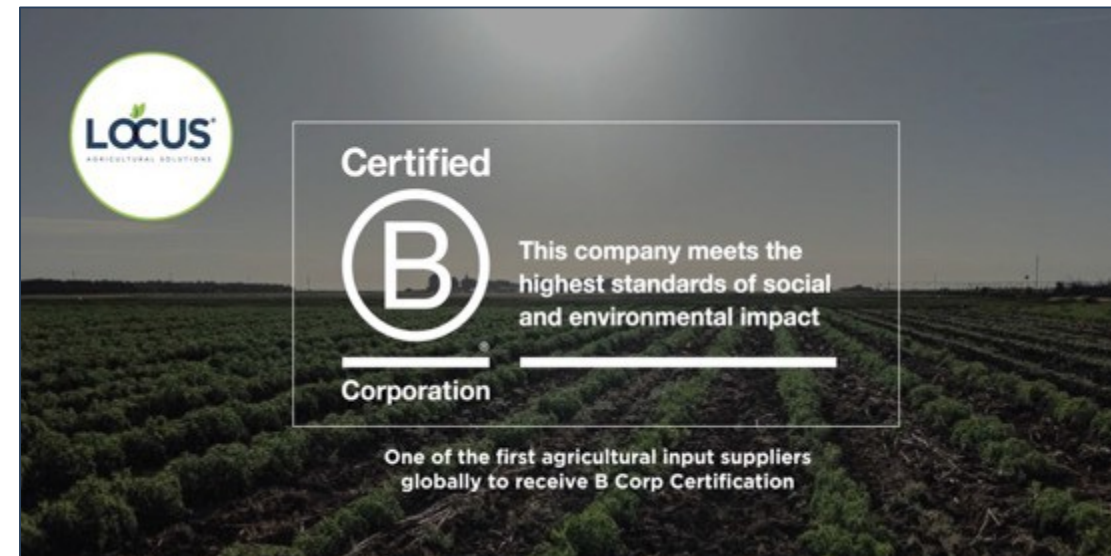 LOCUS
AGRICULTURAL SOLUTIONS
Certified
B
This company meets the
highest standards of social
and environmental impact
®
Corporation
One of the first agricultural input suppliers
globally to receive B Corp Certification